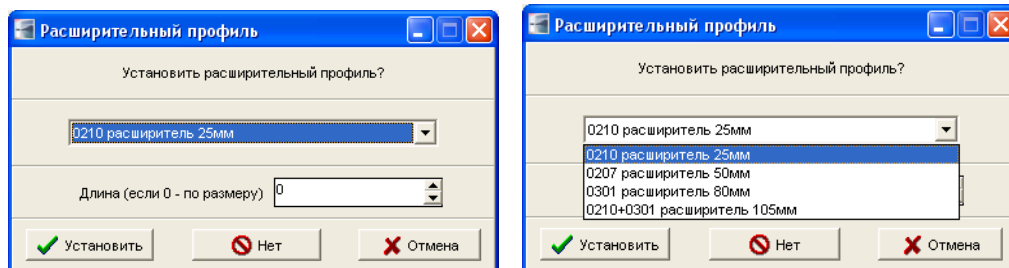 Расширительный профиль
Установить расширительный профиль?
0210 расширитель 25мм
Длина (если 0 - по размеру) 0
Установить Нет Отмена
Расширительный профиль
Установить расширительный профиль?
0210 расширитель 25мм
0210 расширитель 25мм
0207 расширитель 50мм
0301 расширитель 80мм
0210+0301 расширитель 105мм
Установить Нет Отмена